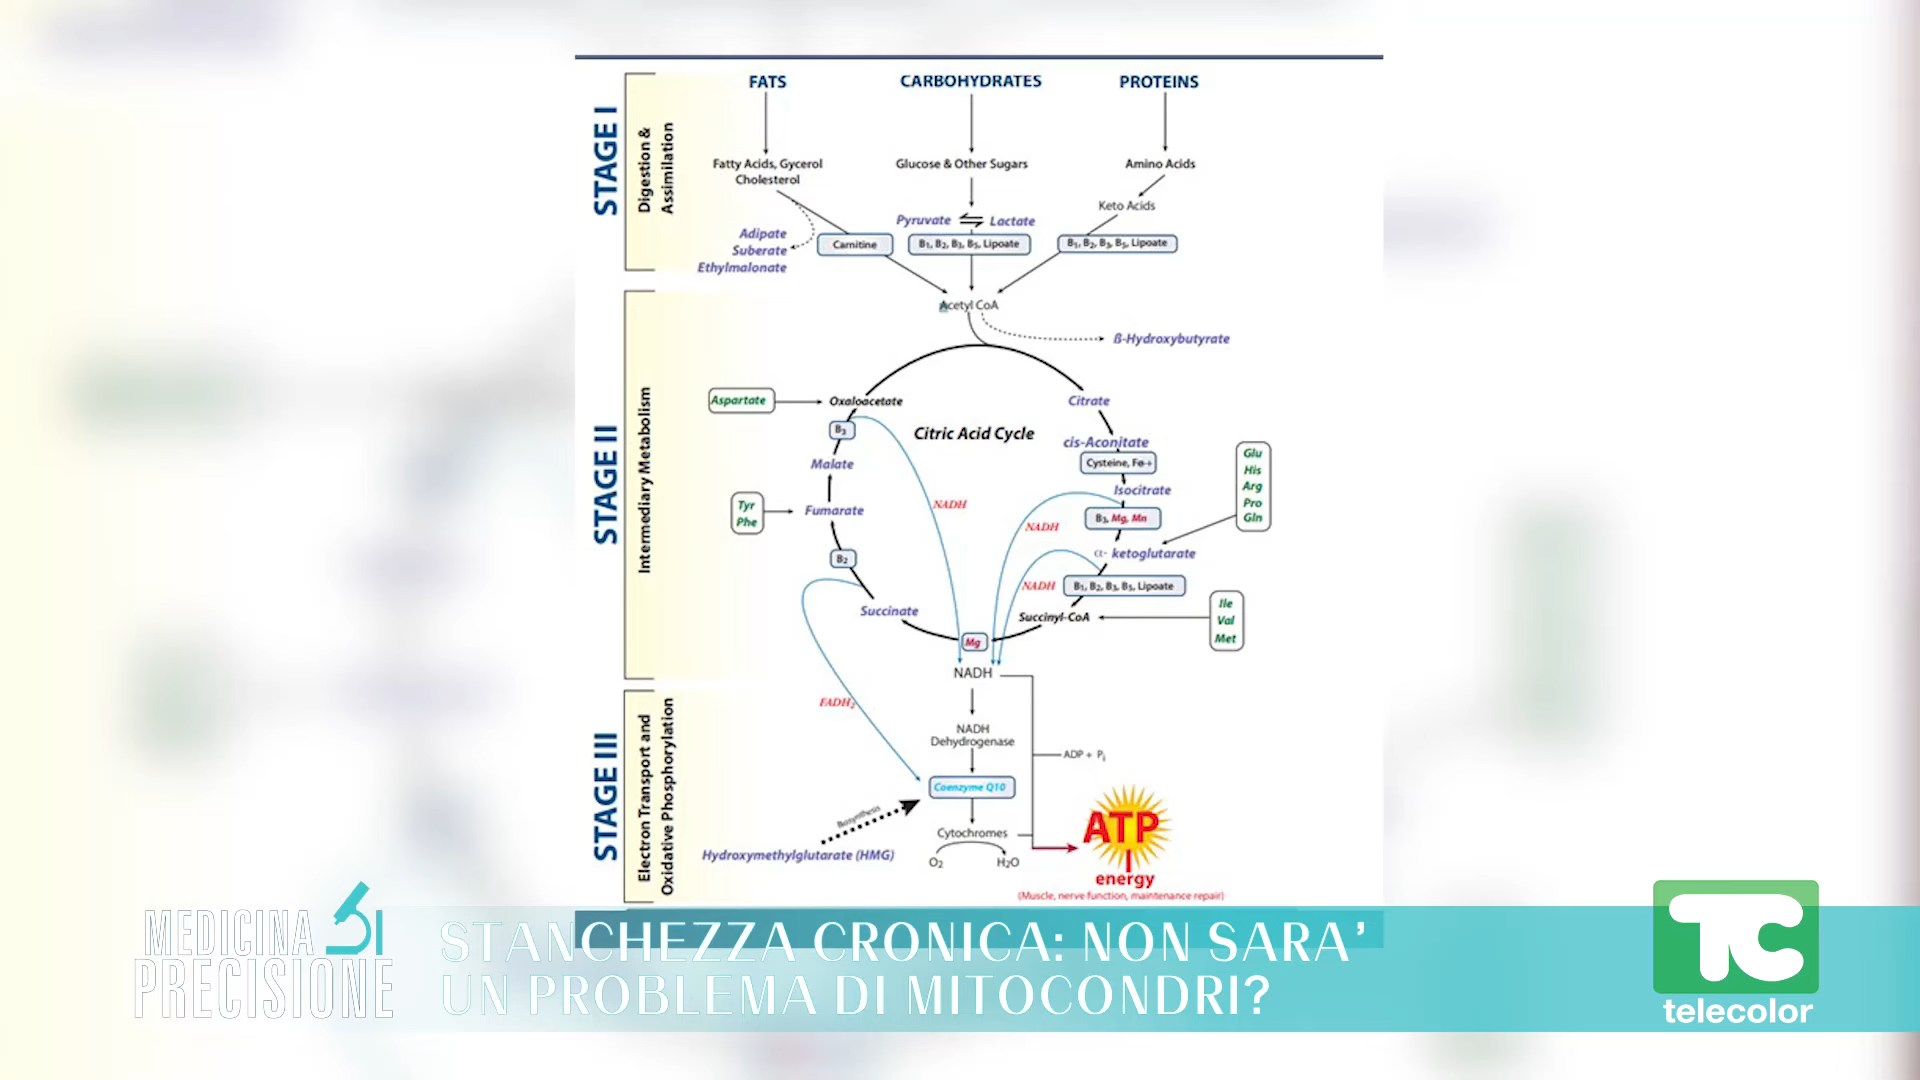 FATS
CARBOHYDRATES
PROTEINS
STAGE I
Digestion &
Assimilation
Fatty Acids, Gycerol
Cholesterol
Glucose & Other Sugars
Amino Acids
Keto Acids
Pyruvate
Lactate
Adipate
Suberate
Ethylmalonate
Carnitine
B1, B2, B3, B5, Lipoate
B1, B2, B3, B5, Lipoate
Acetyl CoA
ß-Hydroxybutyrate
STAGE II
Intermediary Metabolism
Aspartate
Oxaloacetate
Citrate
B3
Citric Acid Cycle
cis-Aconitate
Cysteine, Fe++
Malate
Isocitrate
Glu
His
Arg
Pro
Gln
Tyr
Phe
Fumarate
NADH
NADH
B3, Mg, Mn
α- ketoglutarate
B2
NADH
B1, B2, B3, B5, Lipoate
Succinate
Succinyl-CoA
Ile
Val
Met
Mg
NADH
STAGE III
Electron Transport and
Oxidative Phosphorylation
FADH2
NADH
Dehydrogenase
ADP + Pi
Coenzyme Q10
Biosynthesis
Cytochromes
Hydroxymethylglutarate (HMG)
O2
H2O
ATP
energy
(Muscle, nerve function, maintenance repair)
MEDICINA DI
PRECISIONE
STANCHEZZA CRONICA: NON SARA'
UN PROBLEMA DI MITOCONDRI?
TC
telecolor